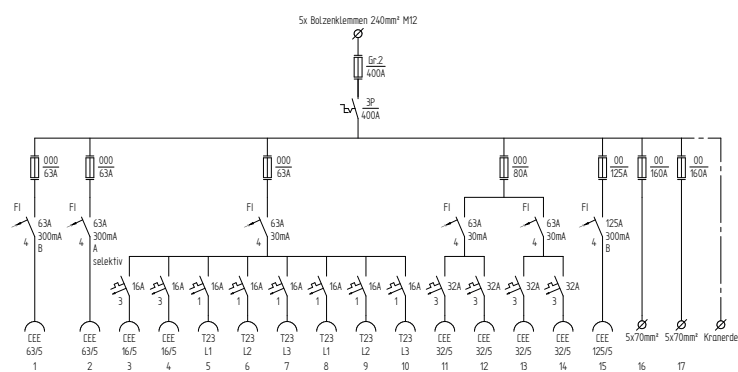 5x Bolzenklemmen 240mm² M12
Gr.2
400A
3P
400A
000
63A
000
63A
000
63A
000
80A
00
125A
00
160A
00
160A
FI
63A
300mA
B
4
FI
63A
300mA
A
selektiv
4
FI
63A
30mA
4
FI
63A
30mA
4
FI
63A
30mA
4
FI
125A
300mA
B
4
16A 16A 16A 16A 16A 16A 16A 16A 32A 32A 32A 32A
3 3 1 1 1 1 1 1 3 3 3 3
CEE CEE CEE CEE T23 T23 T23 T23 T23 T23 CEE CEE CEE CEE CEE 5x70mm² 5x70mm² Kranerde
63/5 63/5 16/5 16/5 L1 L2 L3 L1 L2 L3 32/5 32/5 32/5 32/5 125/5
1 2 3 4 5 6 7 8 9 10 11 12 13 14 15 16 17